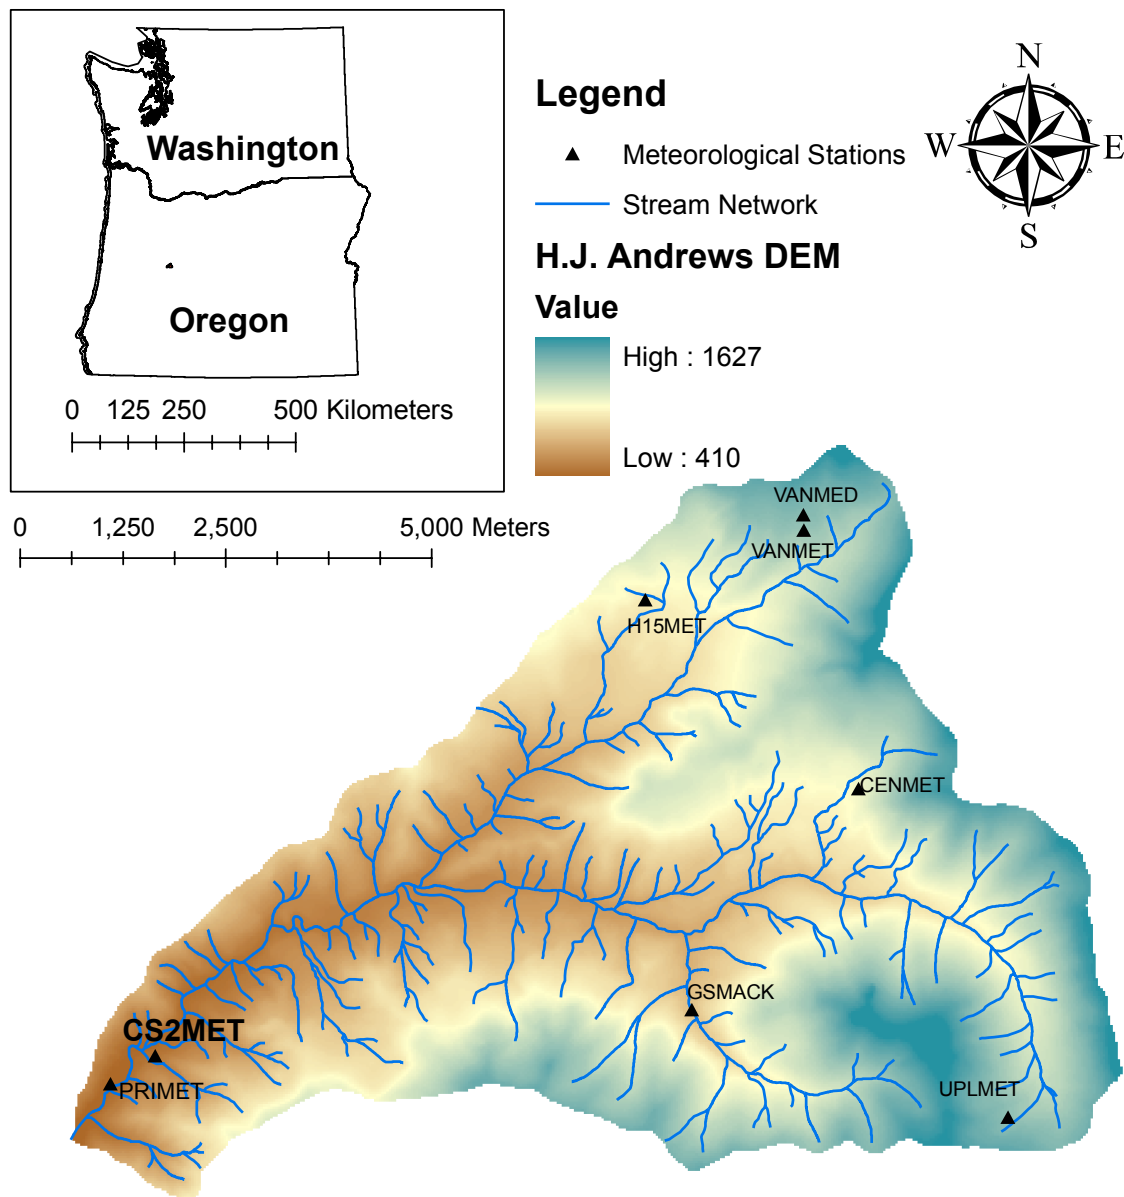 Washington
Oregon
0 125 250 500 Kilometers
Legend
Meteorological Stations
Stream Network
H.J. Andrews DEM
Value
High : 1627
Low : 410
N
W E
S
0 1,250 2,500 5,000 Meters
VANMED
VANMET
H15MET
CENMET
GSMACK
CS2MET
PRIMET
UPLMET